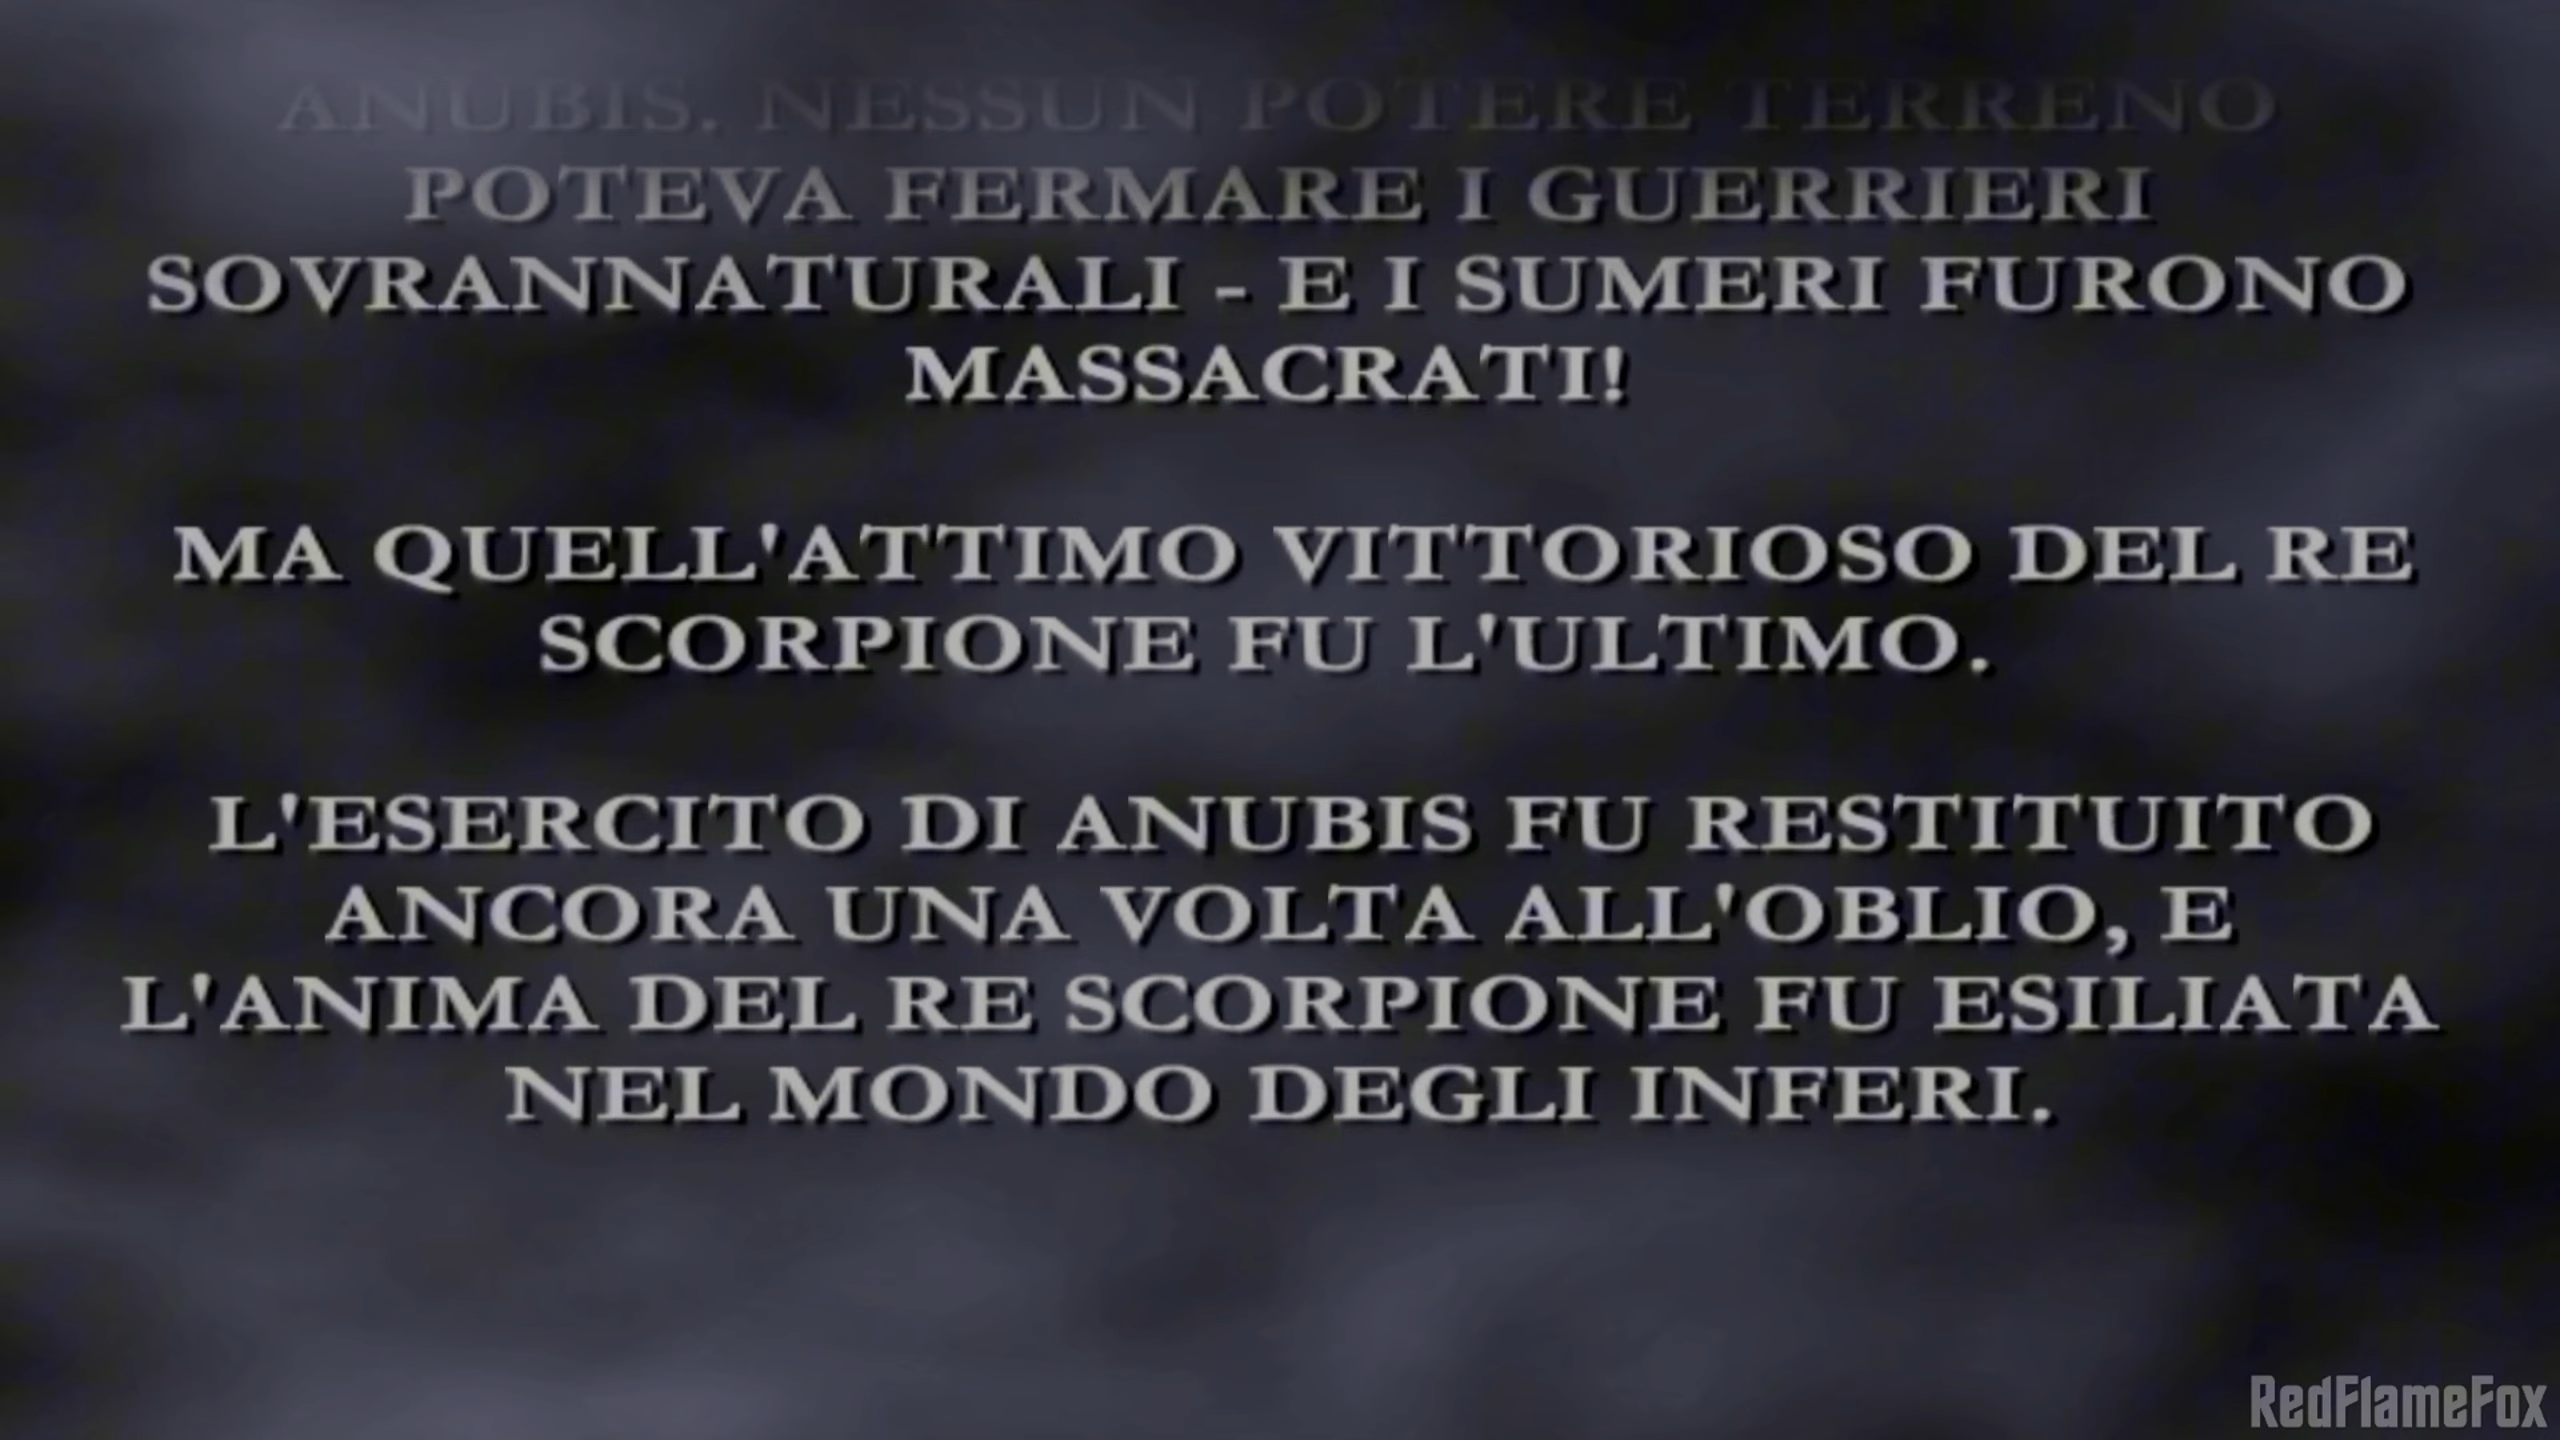 ANUBIS. NESSUN POTERE TERRENO
POTEVA FERMARE I GUERRIERI
SOVRANNATURALI - E I SUMERI FURONO
MASSACRATI!
MA QUELL'ATTIMO VITTORIOSO DEL RE
SCORPIONE FU L'ULTIMO.
L'ESERCITO DI ANUBIS FU RESTITUITO
ANCORA UNA VOLTA ALL'OBLIO, E
L'ANIMA DEL RE SCORPIONE FU ESILIATA
NEL MONDO DEGLI INFERI.
RedFlameFox